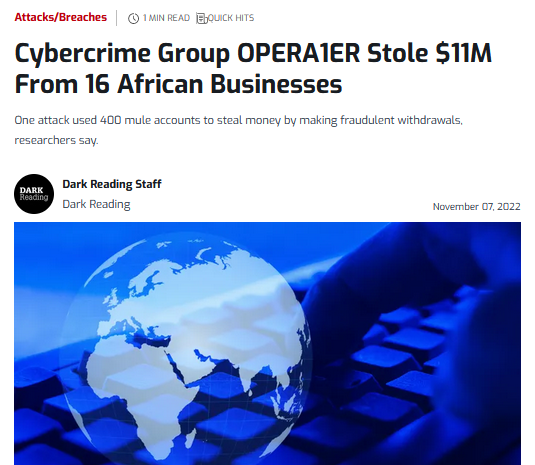 Attacks/Breaches
1 MIN READ
QUICK HITS
Cybercrime Group OPERA1ER Stole $11M
From 16 African Businesses
One attack used 400 mule accounts to steal money by making fraudulent withdrawals,
researchers say.
DARK
Reading
Dark Reading Staff
Dark Reading
November 07, 2022